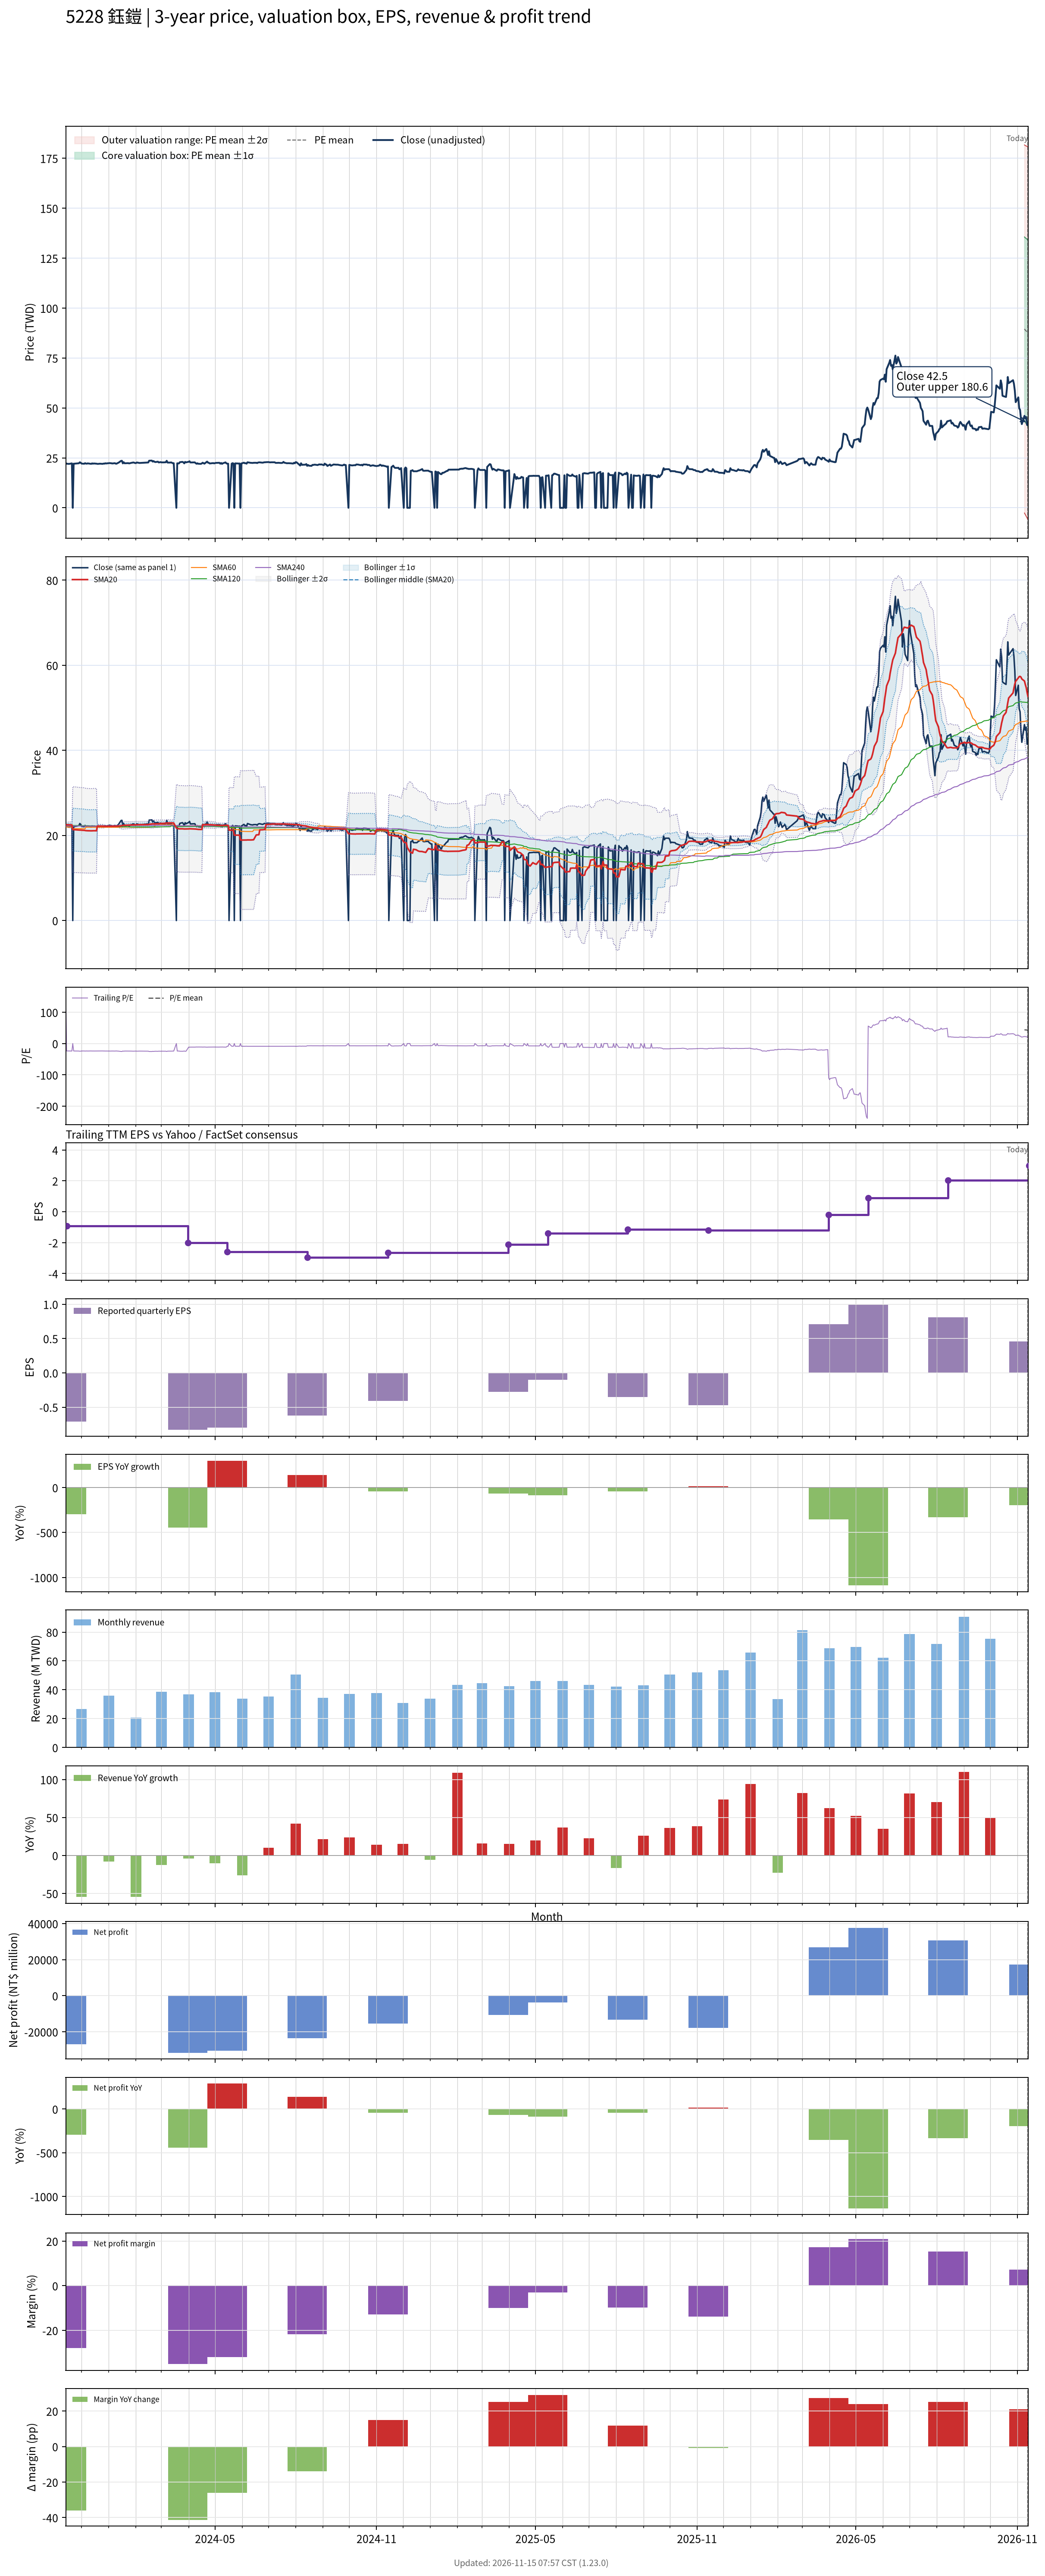 5228 鈺鎧 | 3-year price, valuation box, EPS, revenue & profit trend
Outer valuation range: PE mean ±2σ
Core valuation box: PE mean ±1σ
PE mean
Close (unadjusted)
Today
Price (TWD)
175
150
125
100
75
50
25
0
Close 42.5
Outer upper 180.6
Close (same as panel 1)
SMA20
SMA60
SMA120
SMA240
Bollinger ±2σ
Bollinger ±1σ
Bollinger middle (SMA20)
Price
80
60
40
20
0
Trailing P/E
P/E mean
P/E
100
0
-100
-200
Trailing TTM EPS vs Yahoo / FactSet consensus
Today
EPS
4
2
0
-2
-4
Reported quarterly EPS
EPS
1.0
0.5
0.0
-0.5
EPS YoY growth
YoY (%)
0
-500
-1000
Monthly revenue
Revenue (M TWD)
80
60
40
20
0
Revenue YoY growth
YoY (%)
100
50
0
-50
Month
Net profit
Net profit (NT$ million)
40000
20000
0
-20000
Net profit YoY
YoY (%)
0
-500
-1000
Net profit margin
Margin (%)
20
0
-20
Margin YoY change
Δ margin (pp)
20
0
-20
-40
2024-05
2024-11
2025-05
2025-11
2026-05
2026-11
Updated: 2026-11-15 07:57 CST (1.23.0)